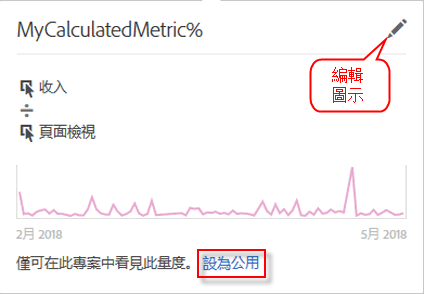 MyCalculatedMetric%
編輯
圖示
收入
÷
頁面檢視
2月 2018
5月 2018
僅可在此專案中看見此量度。 設為公用